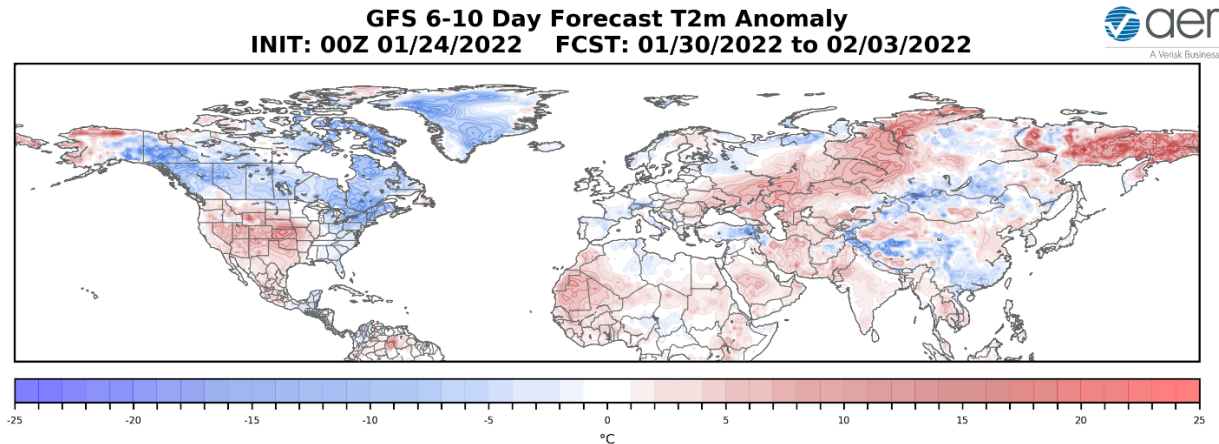 GFS 6-10 Day Forecast T2m Anomaly
INIT: 00Z 01/24/2022 FCST: 01/30/2022 to 02/03/2022
aer
A Verisk Business
-25 -20 -15 -10 -5 0 5 10 15 20 25
°C